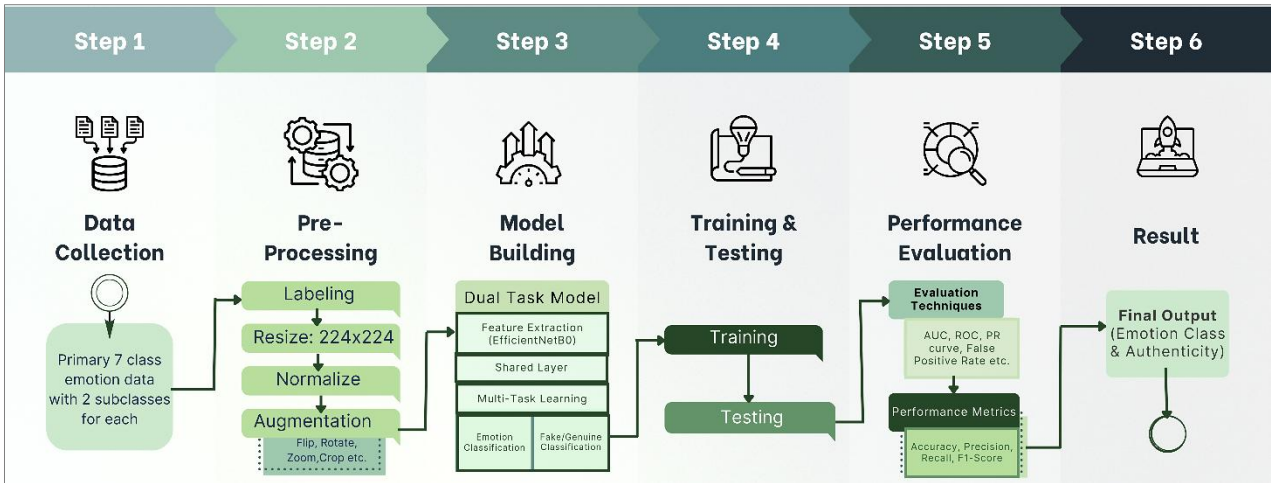 Step 1
Step 2
Step 3
Step 4
Step 5
Step 6
Data
Collection
Primary 7 class
emotion data
with 2 subclasses
for each
Pre-
Processing
Labeling
Resize: 224x224
Normalize
Augmentation
Flip, Rotate,
Zoom,Crop etc.
Model
Building
Dual Task Model
Feature Extraction
(EfficientNetB0)
Shared Layer
Multi-Task Learning
Emotion
Classification
Fake/Genuine
Classification
Training &
Testing
Training
Testing
Performance
Evaluation
Evaluation
Techniques
AUC, ROC, PR
curve, False
Positive Rate etc.
Performance Metrics
Accuracy, Precision,
Recall, F1-Score
Result
Final Output
(Emotion Class
& Authenticity)